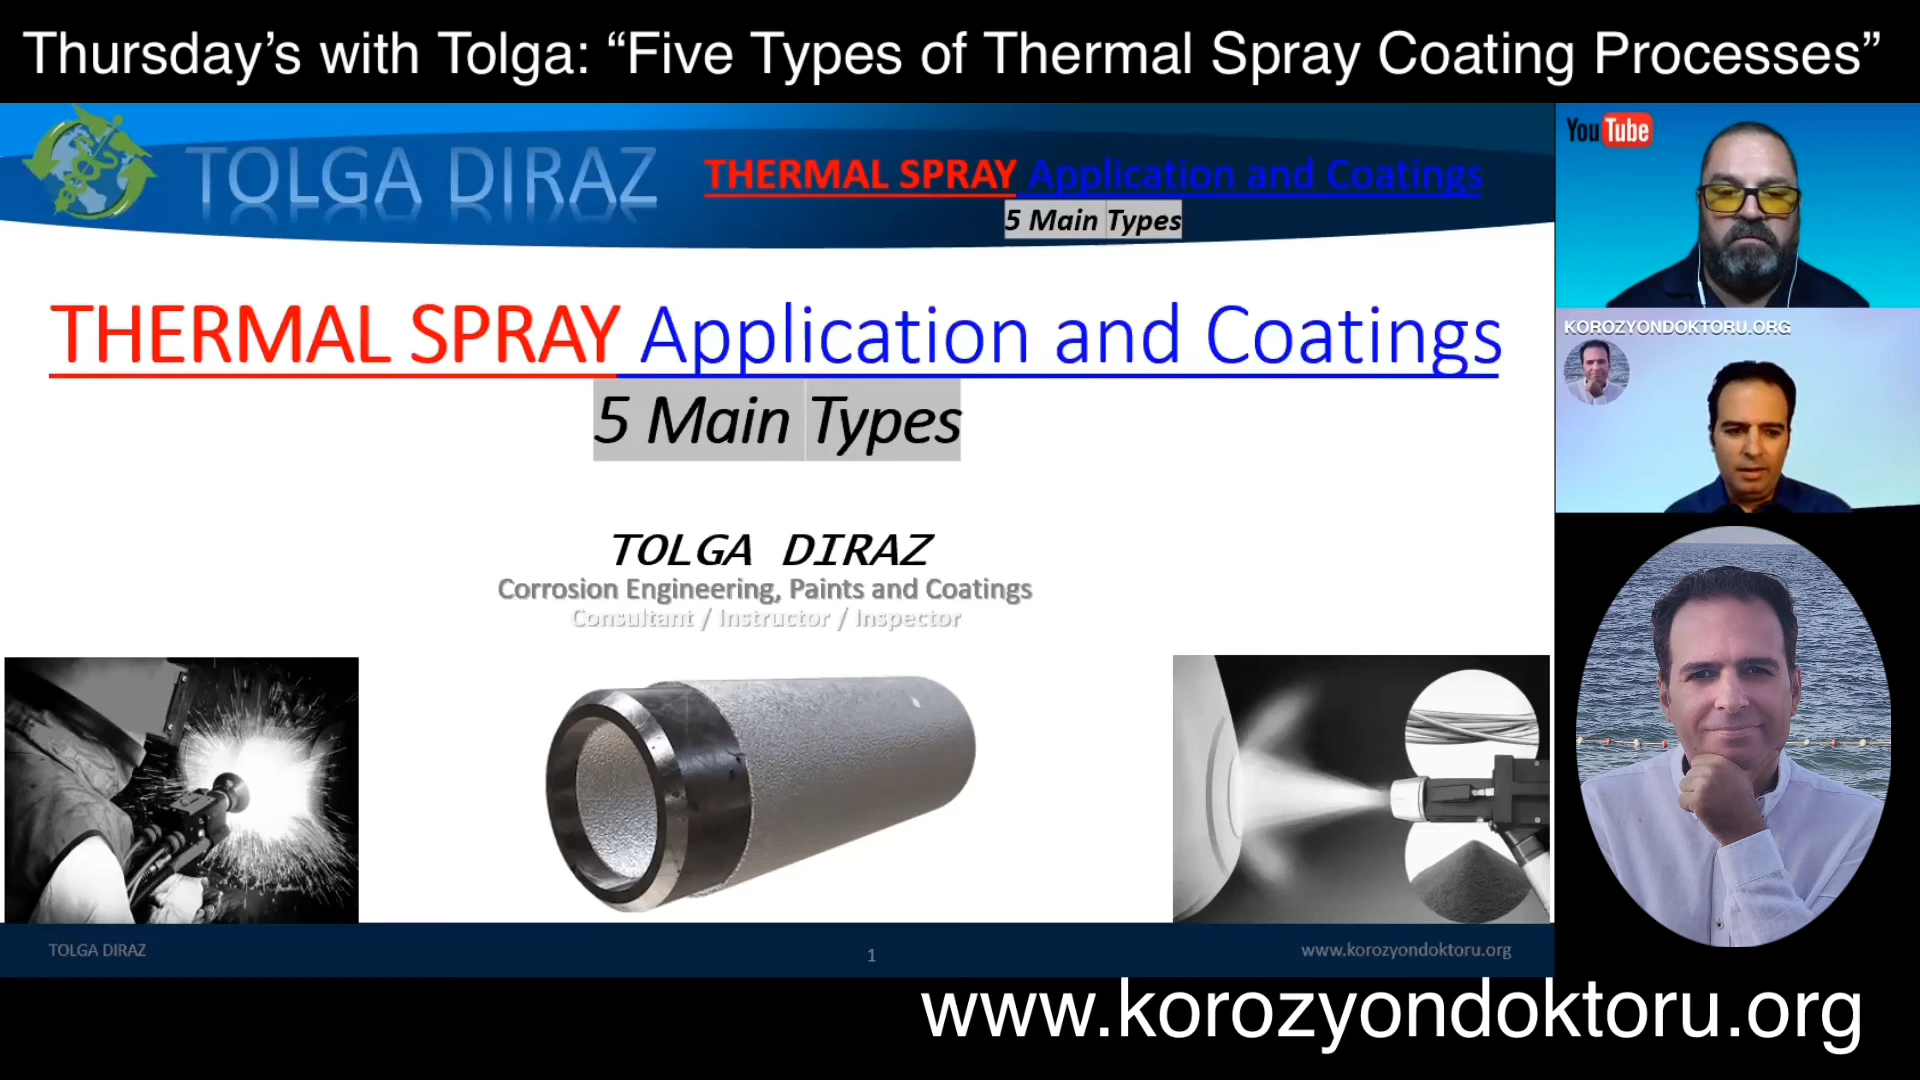 Thursday’s with Tolga: “Five Types of Thermal Spray Coating Processes”
TOLGA DIRAZ
THERMAL SPRAY Application and Coatings
5 Main Types
YouTube
THERMAL SPRAY Application and Coatings
5 Main Types
KOROZYONDOKTORU.ORG
TOLGA DIRAZ
Corrosion Engineering, Paints and Coatings
Consultant / Instructor / Inspector
TOLGA DIRAZ
1
www.korozyondoktoru.org
www.korozyondoktoru.org